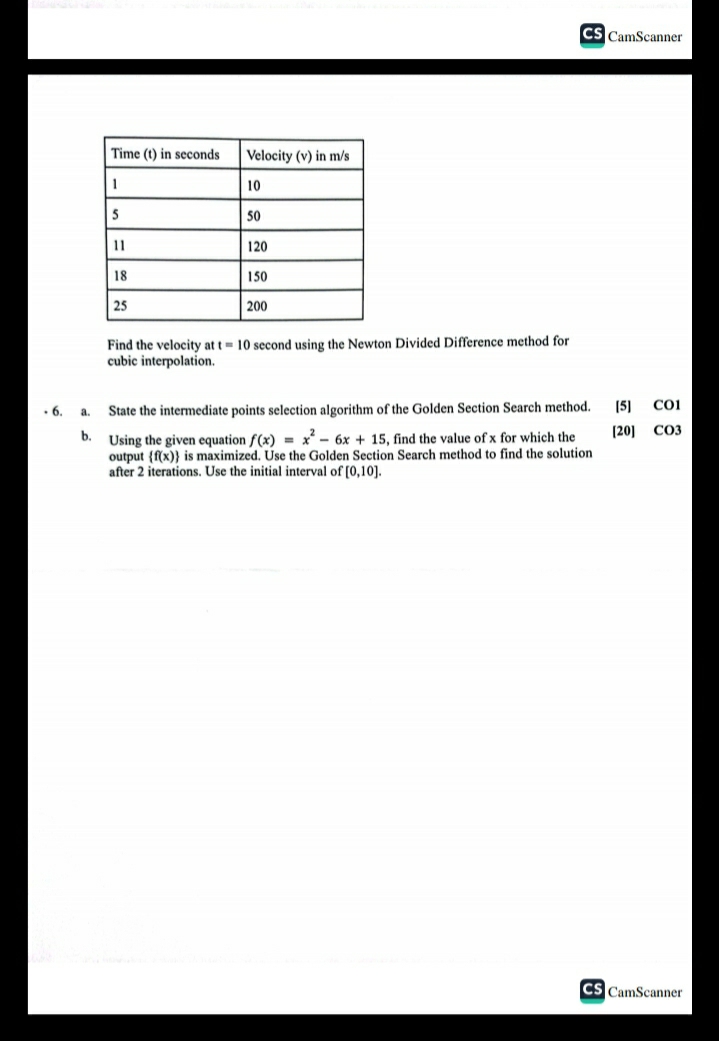 CS CamScanner
Time (t) in seconds Velocity (v) in m/s
1 10
5 50
11 120
18 150
25 200
Find the velocity at t = 10 second using the Newton Divided Difference method for
cubic interpolation.
6. a. State the intermediate points selection algorithm of the Golden Section Search method. [5] CO1
b. Using the given equation f(x) = x² − 6x + 15, find the value of x for which the [20] CO3
output {f(x)} is maximized. Use the Golden Section Search method to find the solution
after 2 iterations. Use the initial interval of [0,10].
CS CamScanner